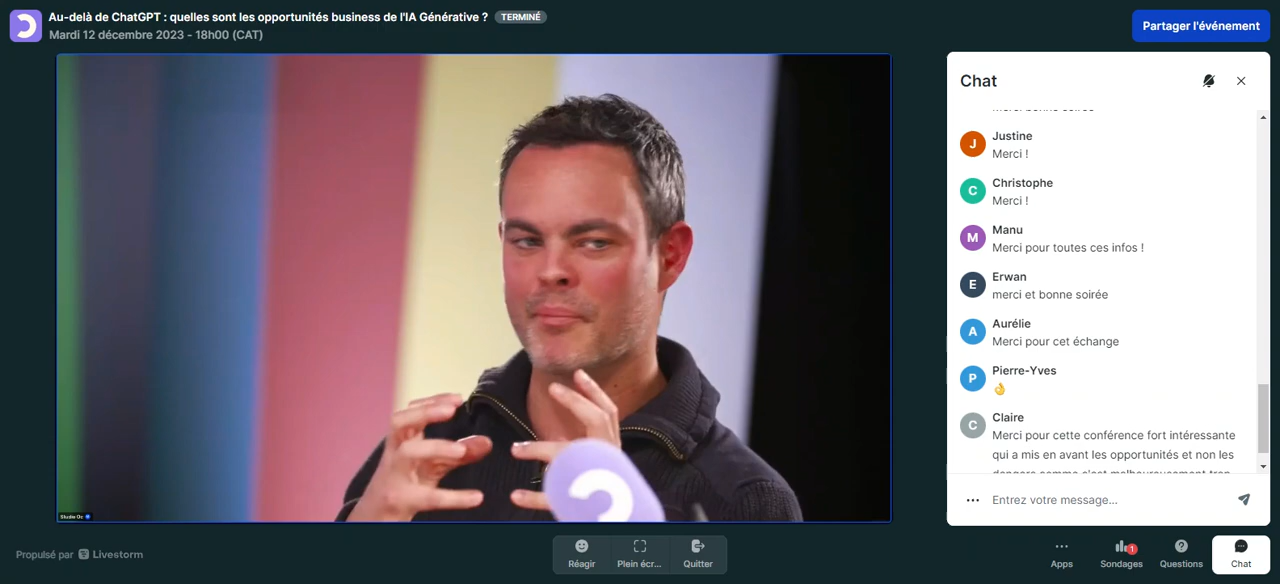 Au-delà de ChatGPT : quelles sont les opportunités business de l'IA Générative ? TERMINÉ
Mardi 12 décembre 2023 - 18h00 (CAT)
Partager l'événement
Chat
Justine
J
Merci !
Christophe
C
Merci !
Manu
M
Merci pour toutes ces infos !
Erwan
E
merci et bonne soirée
Aurélie
A
Merci pour cet échange
Pierre-Yves
P
👌
Claire
C
Merci pour cette conférence fort intéressante
qui a mis en avant les opportunités et non les
Entrez votre message...
Propulsé par Livestorm
Réagir
Plein écr...
Quitter
Apps
1
Sondages
Questions
Chat